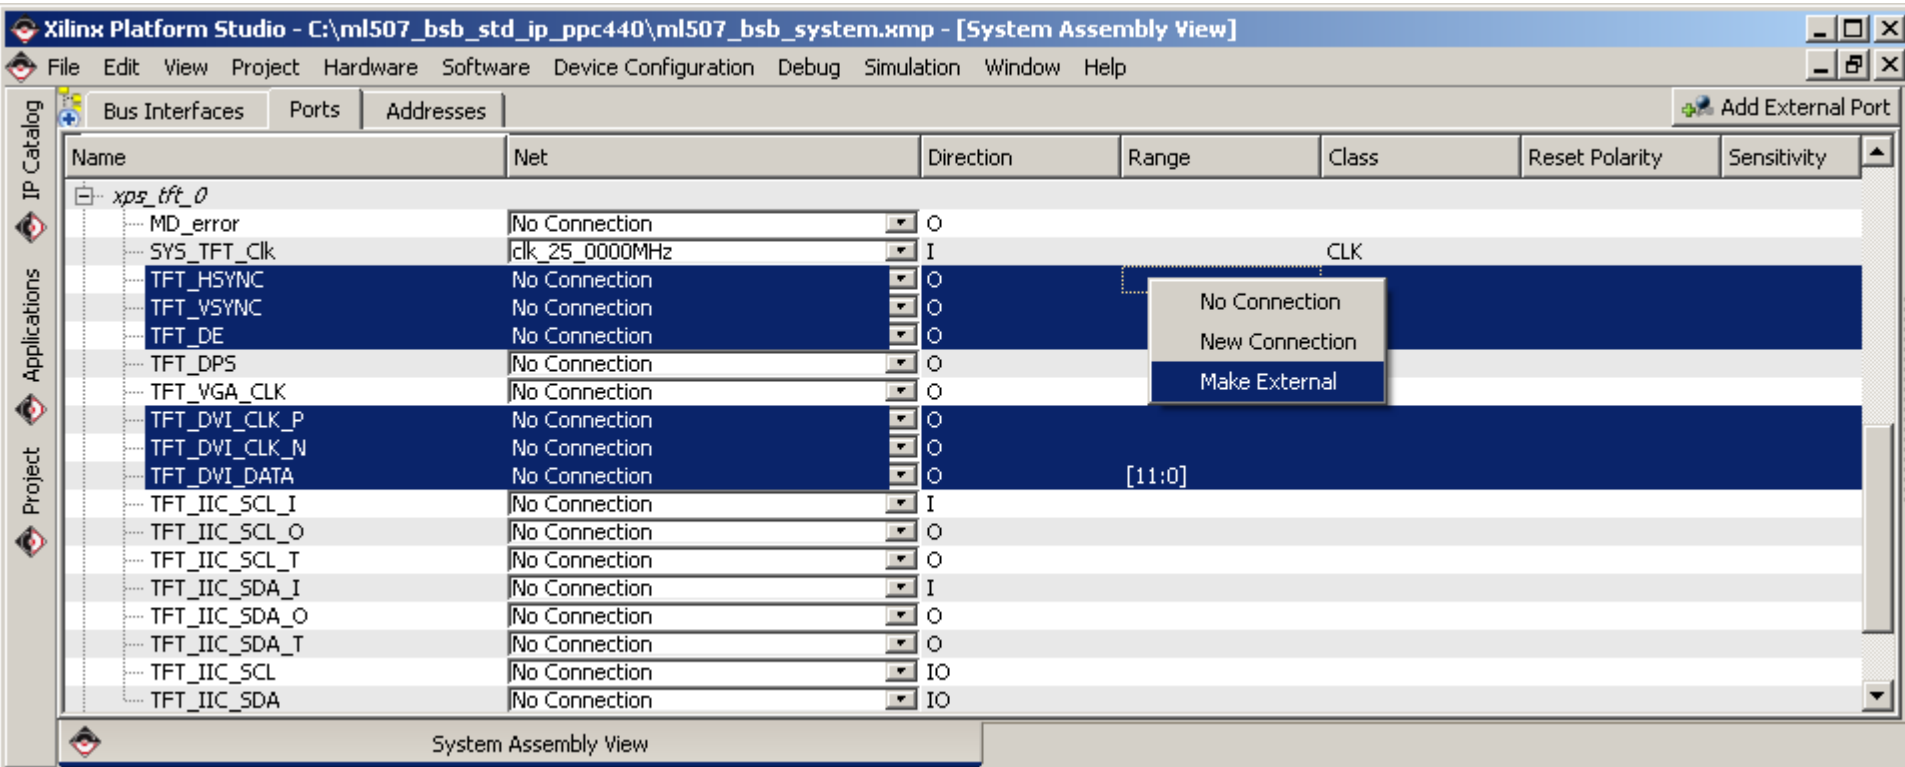 Xilinx Platform Studio - C:\ml507_bsb_std_ip_ppc440\ml507_bsb_system.xmp - [System Assembly View]
File Edit View Project Hardware Software Device Configuration Debug Simulation Window Help
Bus Interfaces Ports Addresses Add External Port
IP Catalog
Applications
Project
Name Net Direction Range Class Reset Polarity Sensitivity
xps_tft_0
MD_error No Connection O
SYS_TFT_Clk clk_25_0000MHz I CLK
TFT_HSYNC No Connection O
TFT_VSYNC No Connection O
TFT_DE No Connection O
TFT_DPS No Connection O
TFT_VGA_CLK No Connection O
TFT_DVI_CLK_P No Connection O
TFT_DVI_CLK_N No Connection O
TFT_DVI_DATA No Connection O [11:0]
TFT_IIC_SCL_I No Connection I
TFT_IIC_SCL_O No Connection O
TFT_IIC_SCL_T No Connection O
TFT_IIC_SDA_I No Connection I
TFT_IIC_SDA_O No Connection O
TFT_IIC_SDA_T No Connection O
TFT_IIC_SCL No Connection IO
TFT_IIC_SDA No Connection IO
No Connection
New Connection
Make External
System Assembly View